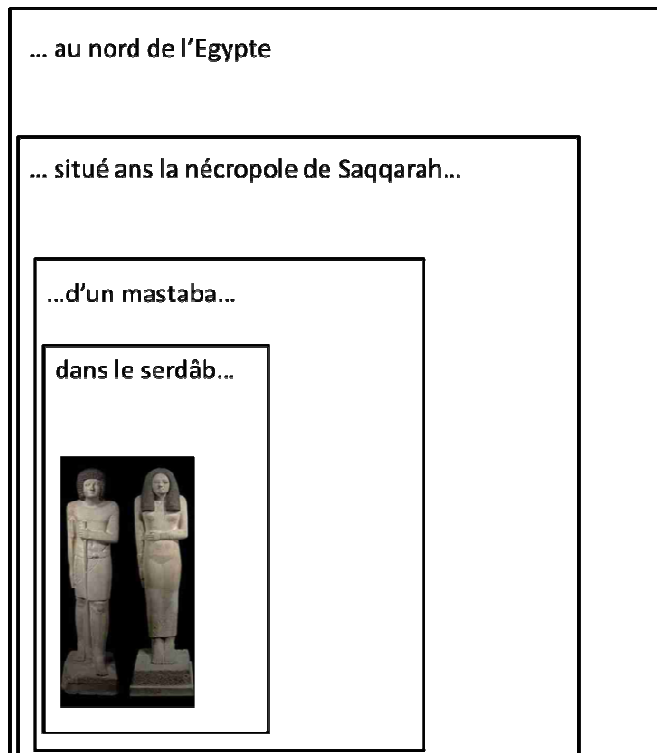 ... au nord de l’Egypte
... situé ans la nécropole de Saqqarah...
...d’un mastaba...
dans le serdâb...